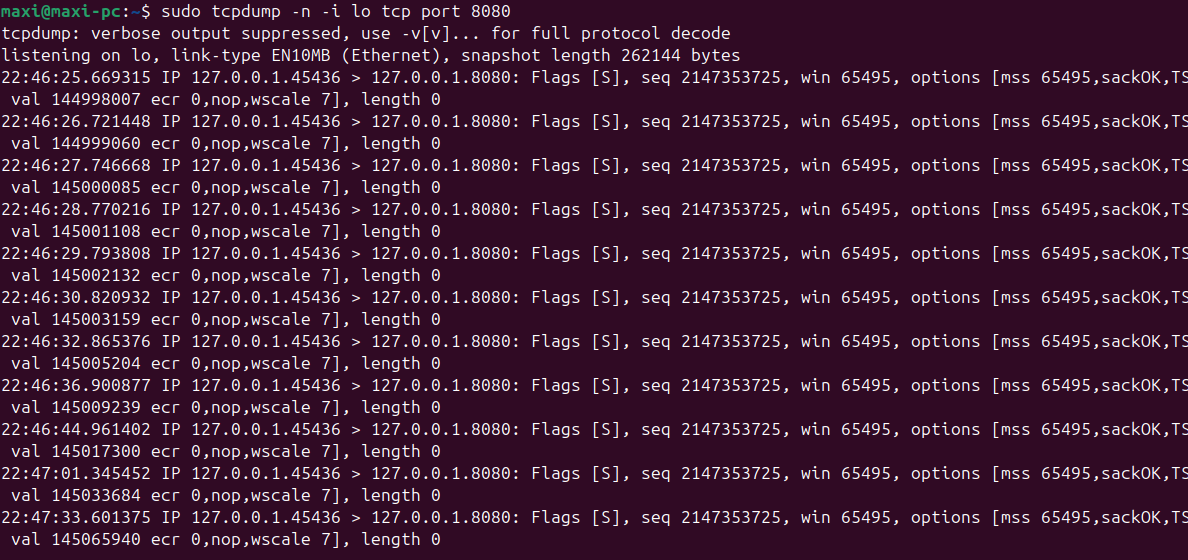 maxi@maxi-pc:~$ sudo tcpdump -n -i lo tcp port 8080
tcpdump: verbose output suppressed, use -v[v]... for full protocol decode
listening on lo, link-type EN10MB (Ethernet), snapshot length 262144 bytes
22:46:25.669315 IP 127.0.0.1.45436 > 127.0.0.1.8080: Flags [S], seq 2147353725, win 65495, options [mss 65495,sackOK,TS
 val 144998007 ecr 0,nop,wscale 7], length 0
22:46:26.721448 IP 127.0.0.1.45436 > 127.0.0.1.8080: Flags [S], seq 2147353725, win 65495, options [mss 65495,sackOK,TS
 val 144999060 ecr 0,nop,wscale 7], length 0
22:46:27.746668 IP 127.0.0.1.45436 > 127.0.0.1.8080: Flags [S], seq 2147353725, win 65495, options [mss 65495,sackOK,TS
 val 145000085 ecr 0,nop,wscale 7], length 0
22:46:28.770216 IP 127.0.0.1.45436 > 127.0.0.1.8080: Flags [S], seq 2147353725, win 65495, options [mss 65495,sackOK,TS
 val 145001108 ecr 0,nop,wscale 7], length 0
22:46:29.793808 IP 127.0.0.1.45436 > 127.0.0.1.8080: Flags [S], seq 2147353725, win 65495, options [mss 65495,sackOK,TS
 val 145002132 ecr 0,nop,wscale 7], length 0
22:46:30.820932 IP 127.0.0.1.45436 > 127.0.0.1.8080: Flags [S], seq 2147353725, win 65495, options [mss 65495,sackOK,TS
 val 145003159 ecr 0,nop,wscale 7], length 0
22:46:32.865376 IP 127.0.0.1.45436 > 127.0.0.1.8080: Flags [S], seq 2147353725, win 65495, options [mss 65495,sackOK,TS
 val 145005204 ecr 0,nop,wscale 7], length 0
22:46:36.900877 IP 127.0.0.1.45436 > 127.0.0.1.8080: Flags [S], seq 2147353725, win 65495, options [mss 65495,sackOK,TS
 val 145009239 ecr 0,nop,wscale 7], length 0
22:46:44.961402 IP 127.0.0.1.45436 > 127.0.0.1.8080: Flags [S], seq 2147353725, win 65495, options [mss 65495,sackOK,TS
 val 145017300 ecr 0,nop,wscale 7], length 0
22:47:01.345452 IP 127.0.0.1.45436 > 127.0.0.1.8080: Flags [S], seq 2147353725, win 65495, options [mss 65495,sackOK,TS
 val 145033684 ecr 0,nop,wscale 7], length 0
22:47:33.601375 IP 127.0.0.1.45436 > 127.0.0.1.8080: Flags [S], seq 2147353725, win 65495, options [mss 65495,sackOK,TS
 val 145065940 ecr 0,nop,wscale 7], length 0